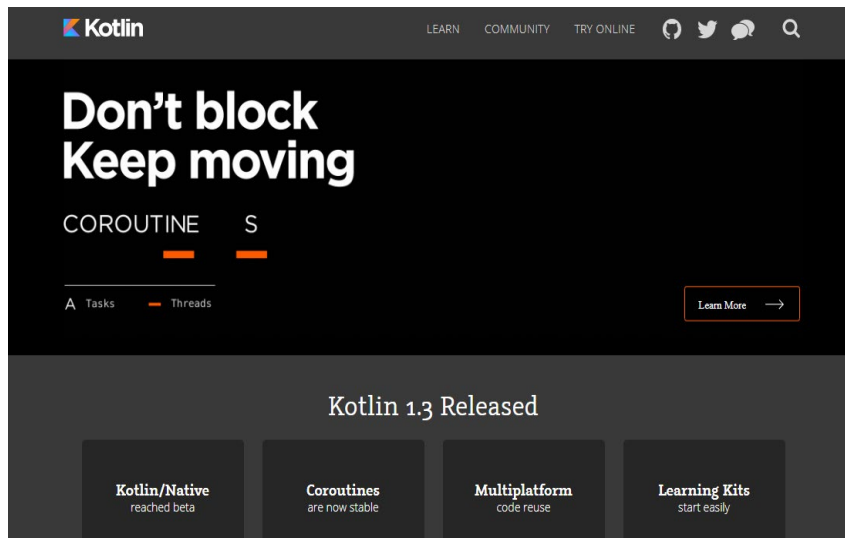 Kotlin
LEARN COMMUNITY TRY ONLINE
Don't block
Keep moving
COROUTINE S
A Tasks Threads
Learn More
Kotlin 1.3 Released
Kotlin/Native Coroutines Multiplatform Learning Kits
reached beta are now stable code reuse start easily